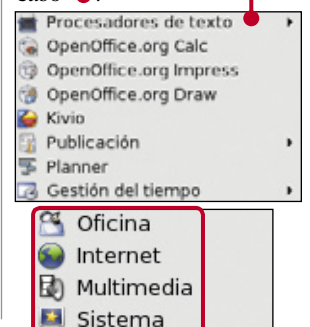 Procesadores de texto
OpenOffice.org Calc
OpenOffice.org Impress
OpenOffice.org Draw
Kivio
Publicación
Planner
Gestión del tiempo
Oficina
Internet
Multimedia
Sistema